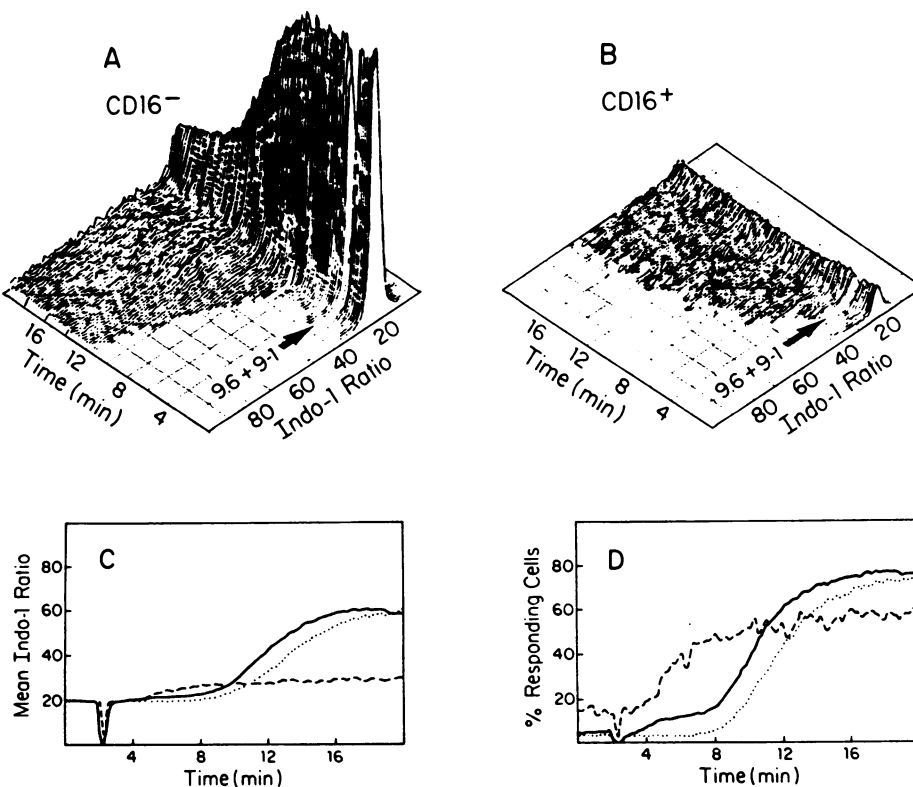 A
CD16−
16
12
8
4
Time (min)
9.6 + 9-1
80
60
40
20
Indo-1 Ratio
B
CD16+
16
12
8
4
Time (min)
9.6 + 9-1
80
60
40
20
Indo-1 Ratio
C
Mean Indo-1 Ratio
80
60
40
20
4
8
12
16
Time (min)
D
% Responding Cells
80
60
40
20
4
8
12
16
Time (min)